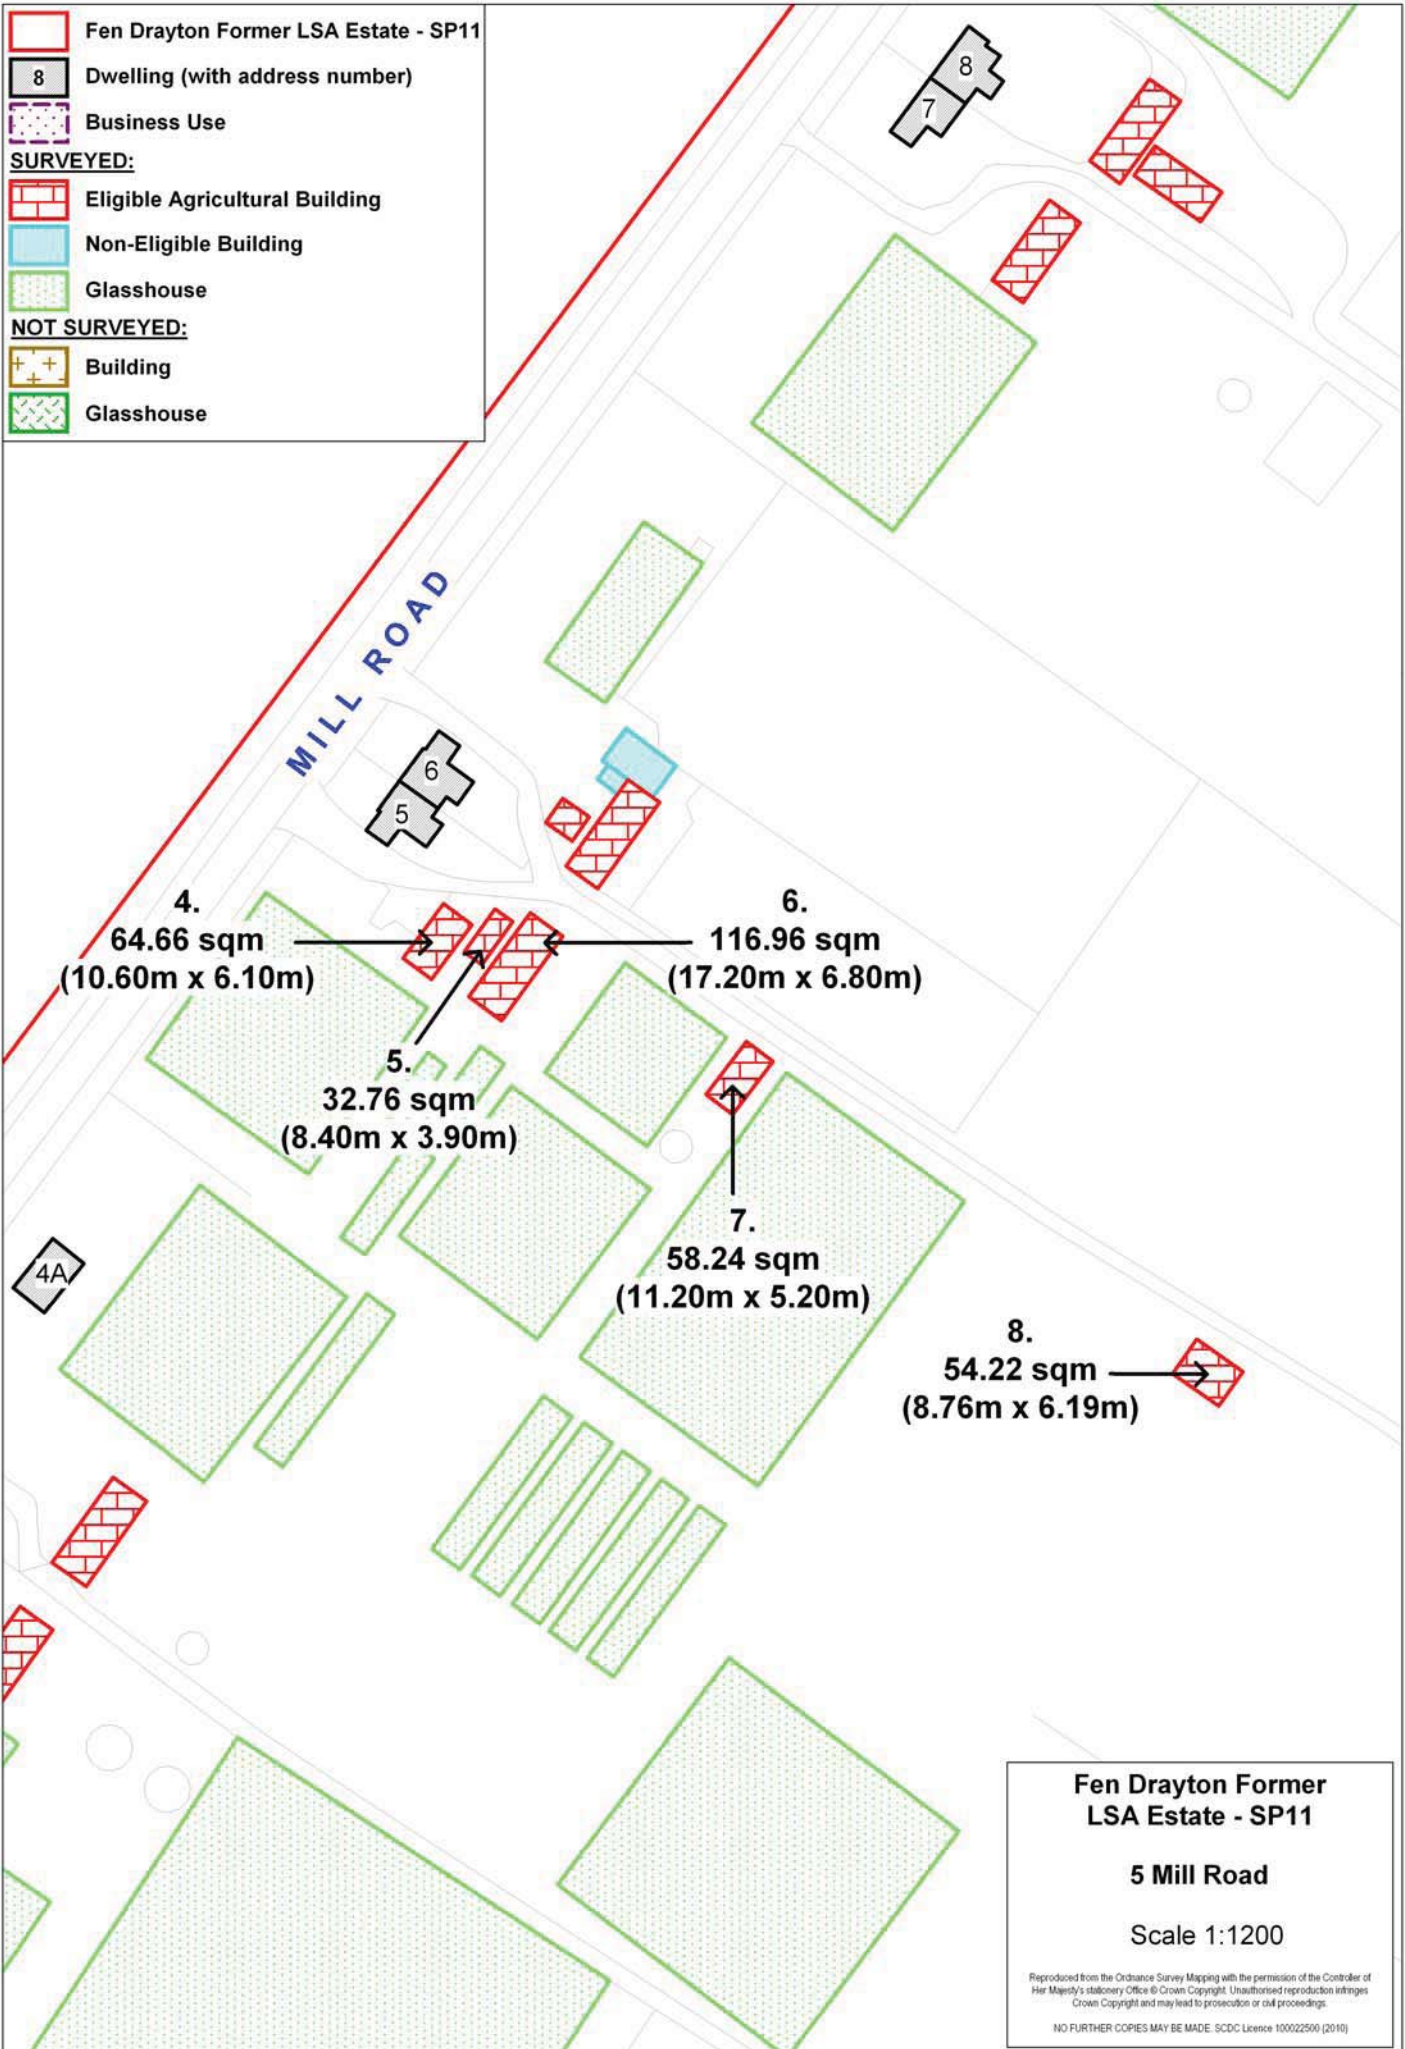 Fen Drayton Former LSA Estate - SP11
8 Dwelling (with address number)
Business Use
SURVEYED:
Eligible Agricultural Building
Non-Eligible Building
Glasshouse
NOT SURVEYED:
Building
Glasshouse
8
7
MILL ROAD
6
5
4.
64.66 sqm
(10.60m x 6.10m)
6.
116.96 sqm
(17.20m x 6.80m)
5.
32.76 sqm
(8.40m x 3.90m)
7.
58.24 sqm
(11.20m x 5.20m)
4A
8.
54.22 sqm
(8.76m x 6.19m)
Fen Drayton Former
LSA Estate - SP11
5 Mill Road
Scale 1:1200
Reproduced from the Ordnance Survey Mapping with the permission of the Controller of
Her Majesty's stationery Office © Crown Copyright. Unauthorised reproduction infringes
Crown Copyright and may lead to prosecution or civil proceedings.
NO FURTHER COPIES MAY BE MADE. SCDC Licence 100022500 (2010)